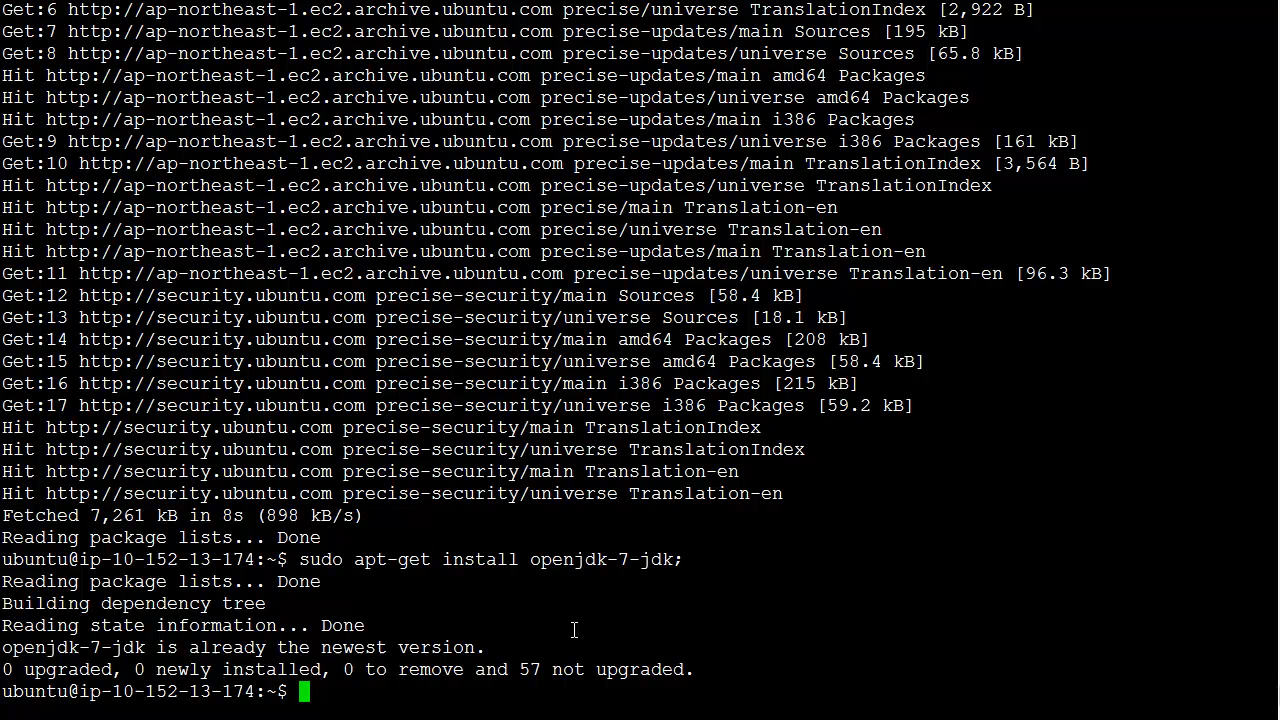 Get:6 http://ap-northeast-1.ec2.archive.ubuntu.com precise/universe TranslationIndex [2,922 B]
Get:7 http://ap-northeast-1.ec2.archive.ubuntu.com precise-updates/main Sources [195 kB]
Get:8 http://ap-northeast-1.ec2.archive.ubuntu.com precise-updates/universe Sources [65.8 kB]
Hit http://ap-northeast-1.ec2.archive.ubuntu.com precise-updates/main amd64 Packages
Hit http://ap-northeast-1.ec2.archive.ubuntu.com precise-updates/universe amd64 Packages
Hit http://ap-northeast-1.ec2.archive.ubuntu.com precise-updates/main i386 Packages
Get:9 http://ap-northeast-1.ec2.archive.ubuntu.com precise-updates/universe i386 Packages [161 kB]
Get:10 http://ap-northeast-1.ec2.archive.ubuntu.com precise-updates/main TranslationIndex [3,564 B]
Hit http://ap-northeast-1.ec2.archive.ubuntu.com precise-updates/universe TranslationIndex
Hit http://ap-northeast-1.ec2.archive.ubuntu.com precise/main Translation-en
Hit http://ap-northeast-1.ec2.archive.ubuntu.com precise/universe Translation-en
Hit http://ap-northeast-1.ec2.archive.ubuntu.com precise-updates/main Translation-en
Get:11 http://ap-northeast-1.ec2.archive.ubuntu.com precise-updates/universe Translation-en [96.3 kB]
Get:12 http://security.ubuntu.com precise-security/main Sources [58.4 kB]
Get:13 http://security.ubuntu.com precise-security/universe Sources [18.1 kB]
Get:14 http://security.ubuntu.com precise-security/main amd64 Packages [208 kB]
Get:15 http://security.ubuntu.com precise-security/universe amd64 Packages [58.4 kB]
Get:16 http://security.ubuntu.com precise-security/main i386 Packages [215 kB]
Get:17 http://security.ubuntu.com precise-security/universe i386 Packages [59.2 kB]
Hit http://security.ubuntu.com precise-security/main TranslationIndex
Hit http://security.ubuntu.com precise-security/universe TranslationIndex
Hit http://security.ubuntu.com precise-security/main Translation-en
Hit http://security.ubuntu.com precise-security/universe Translation-en
Fetched 7,261 kB in 8s (898 kB/s)
Reading package lists... Done
ubuntu@ip-10-152-13-174:~$ sudo apt-get install openjdk-7-jdk;
Reading package lists... Done
Building dependency tree
Reading state information... Done
openjdk-7-jdk is already the newest version.
0 upgraded, 0 newly installed, 0 to remove and 57 not upgraded.
ubuntu@ip-10-152-13-174:~$